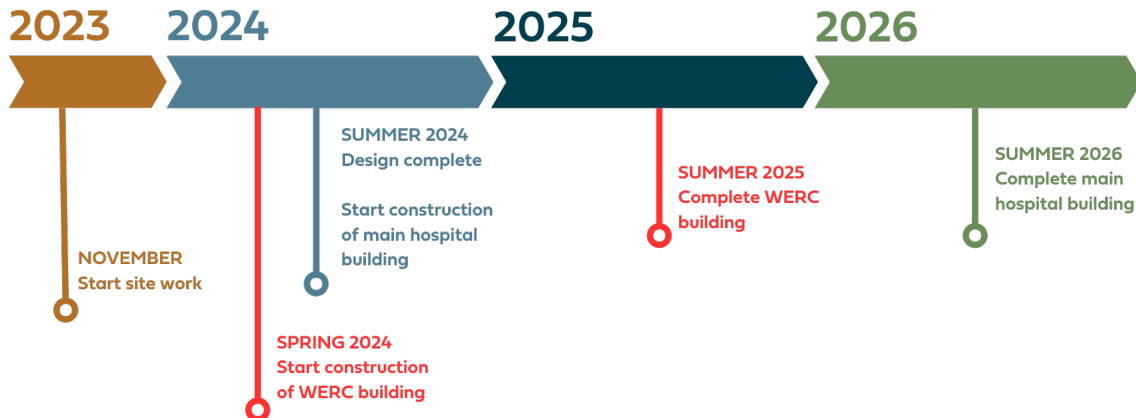 2023
2024
2025
2026
NOVEMBER
Start site work
SPRING 2024
Start construction
of WERC building
SUMMER 2024
Design complete
Start construction
of main hospital
building
SUMMER 2025
Complete WERC
building
SUMMER 2026
Complete main
hospital building